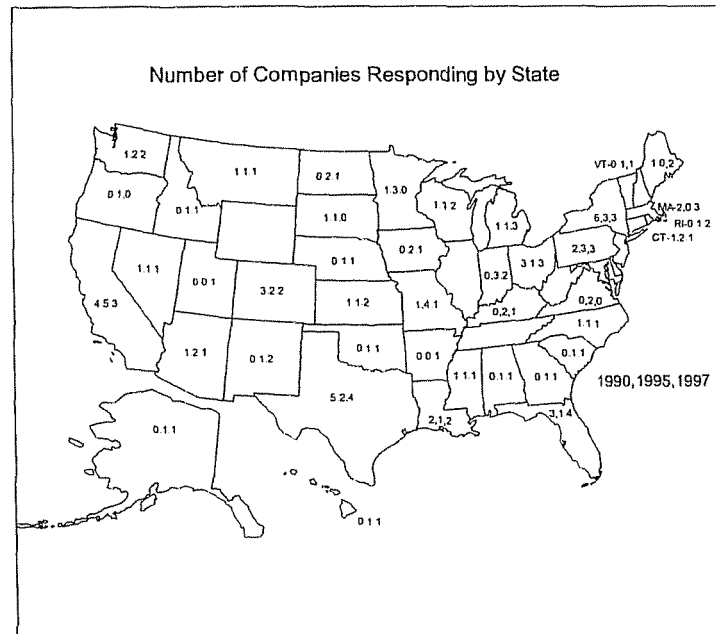 Number of Companies Responding by State
1.2 2
1 1.1
0 2.1
1.3.0
VT-0 1,1
1 0,2
0 1,0
0 1.1
1.1.0
1.1 2
1 1.3
6,3,3
MA-2,0 3
RI-0 1 2
CT-1.2 1
0 1 1
0 2.1
2,3,3
1.1 1
0 0 1
3.2 2
1 1.2
1,4.1
0,3.2
3 1 3
4 5 3
0,2,1
0,2,0
1.1 1
1.2 1
0 1.2
0 1 1
0 0 1
0.1 1
1 1.1
0.1.1
0 1 1
1990, 1995, 1997
5 2.4
2,1,2
3,1 4
0.1.1
0 1 1